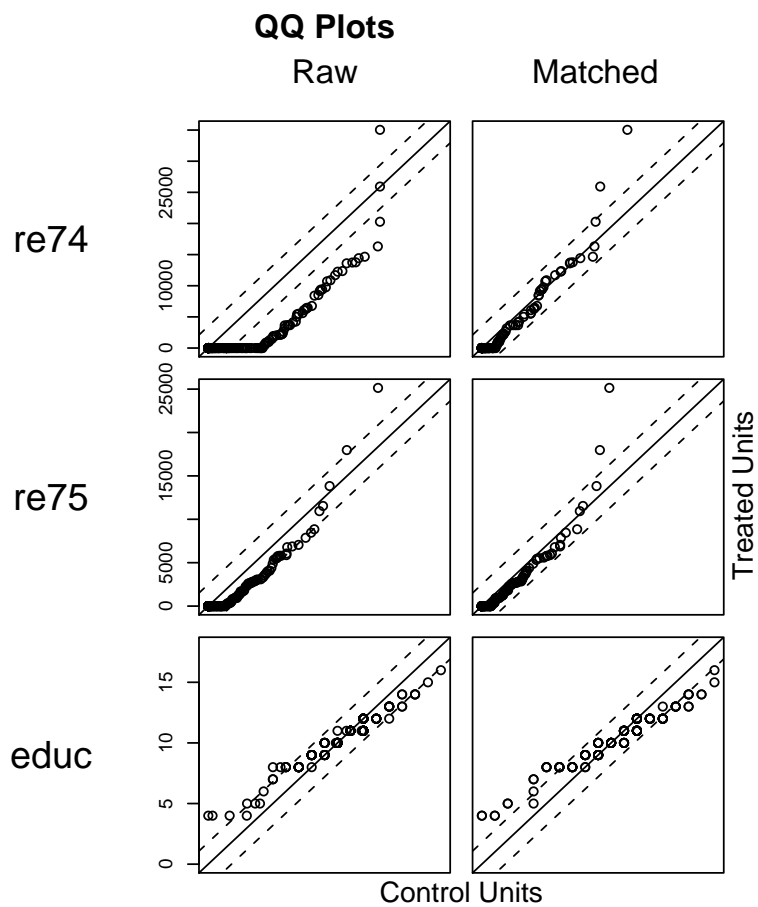 QQ Plots
Raw Matched
re74
0 10000 25000
re75
0 5000 15000 25000
Treated Units
educ
0 5 10 15
Control Units